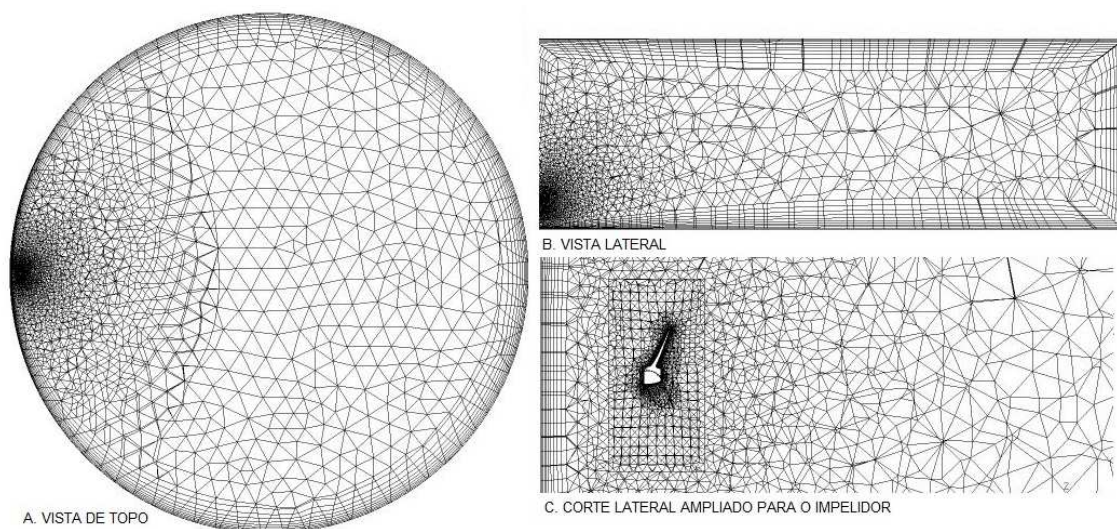 A. VISTA DE TOPO
B. VISTA LATERAL
C. CORTE LATERAL AMPLIADO PARA O IMPELIDOR
Z